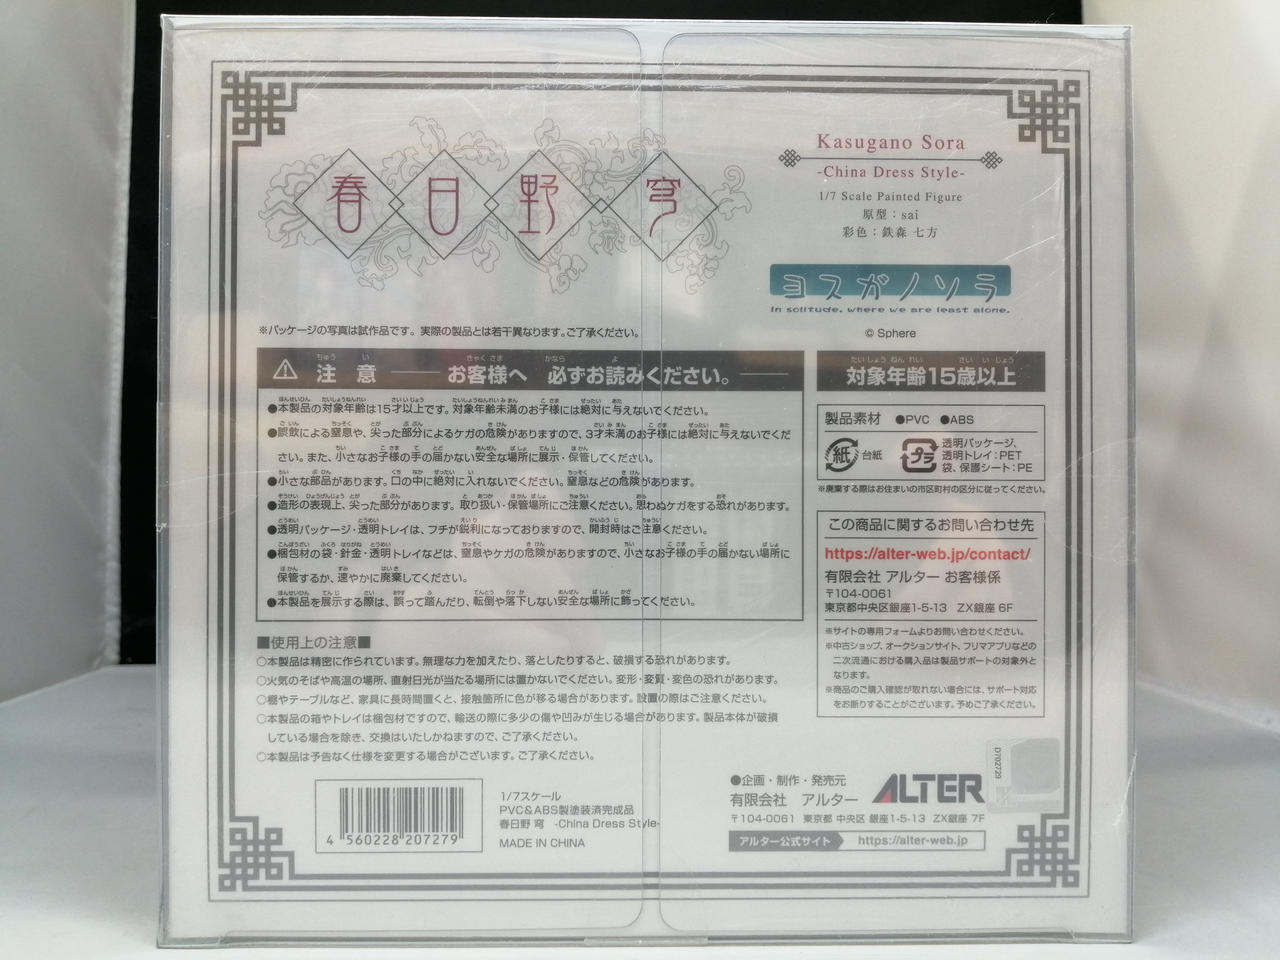 春日野穹
Kasugano Sora
-China Dress Style-
1/7 Scale Painted Figure
原型：sai
彩色：鉄森 七方
ヨスガノソラ
In solitude, where we are least alone.
© Sphere
※パッケージの写真は試作品です。実際の製品とは若干異なります。ご了承ください。
ちゅう い きゃく さま かなら よ
⚠ 注 意 ── お客様へ 必ずお読みください。 ──
●本製品の対象年齢は15才以上です。対象年齢未満のお子様には絶対に与えないでください。
●誤飲による窒息や、尖った部分によるケガの危険がありますので、3才未満のお子様には絶対に与えないでくだ
さい。また、小さなお子様の手の届かない安全な場所に展示・保管してください。
●小さな部品があります。口の中に絶対に入れないでください。窒息などの危険があります。
●造形の表現上、尖った部分があります。取り扱い・保管場所にご注意ください。思わぬケガをする恐れがあります。
●透明パッケージ・透明トレイは、フチが鋭利になっておりますので、開封時はご注意ください。
●梱包材の袋・針金・透明トレイなどは、窒息やケガの危険がありますので、小さなお子様の手の届かない場所に
保管するか、速やかに廃棄してください。
●本製品を展示する際は、誤って踏んだり、転倒や落下しない安全な場所に飾ってください。
■使用上の注意■
○本製品は精密に作られています。無理な力を加えたり、落としたりすると、破損する恐れがあります。
○火気のそばや高温の場所、直射日光が当たる場所には置かないでください。変形・変質・変色の恐れがあります。
○棚やテーブルなど、家具に長時間置くと、接触箇所に色が移る場合があります。設置の際はご注意ください。
○本製品の箱やトレイは梱包材ですので、輸送の際に多少の傷や凹みが生じる場合があります。製品本体が破損
している場合を除き、交換はいたしかねますので、ご了承ください。
○本製品は予告なく仕様を変更する場合がございます。ご了承ください。
たいしょう ねん れい さい い じょう
対象年齢15歳以上
製品素材 ●PVC ●ABS
紙 台紙
プラ 透明パッケージ、
透明トレイ：PET
袋、保護シート：PE
※廃棄する際はお住まいの市区町村の区分に従ってください。
この商品に関するお問い合わせ先
https://alter-web.jp/contact/
有限会社 アルター お客様係
〒104-0061
東京都中央区銀座1-5-13 ZX銀座 6F
※サイトの専用フォームよりお問い合わせください。
※中古ショップ、オークションサイト、フリマアプリなどの
二次流通における購入品は製品サポートの対象外と
なります。
※商品のご購入確認が取れない場合には、サポート対応
をお断りすることがございます。予めご了承ください。
D702729
4 560228 207279
1/7スケール
PVC&ABS製塗装済完成品
春日野 穹 -China Dress Style-
MADE IN CHINA
●企画・制作・発売元
有限会社 アルター ALTER
〒104-0061 東京都 中央区 銀座1-5-13 ZX銀座 7F
アルター公式サイト https://alter-web.jp